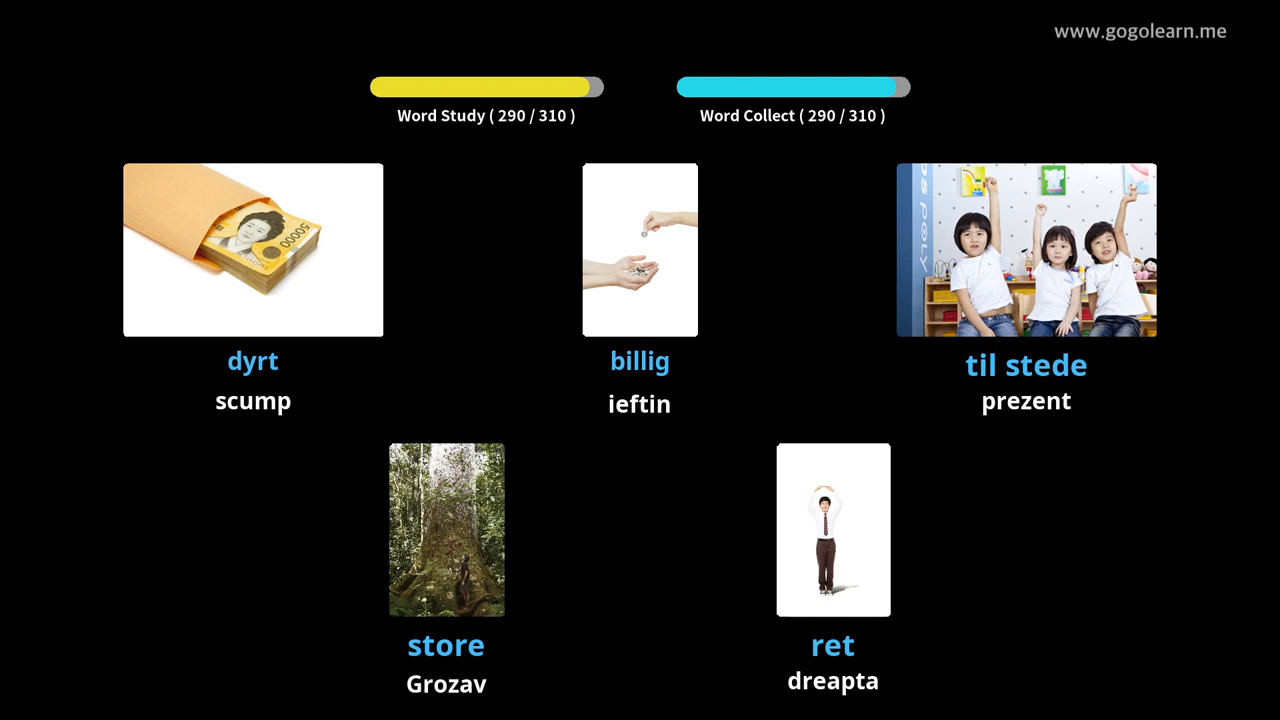 www.gogolearn.me
Word Study ( 290 / 310 )
Word Collect ( 290 / 310 )
50000
dyrt
scump
billig
ieftin
til stede
prezent
store
Grozav
ret
dreapta